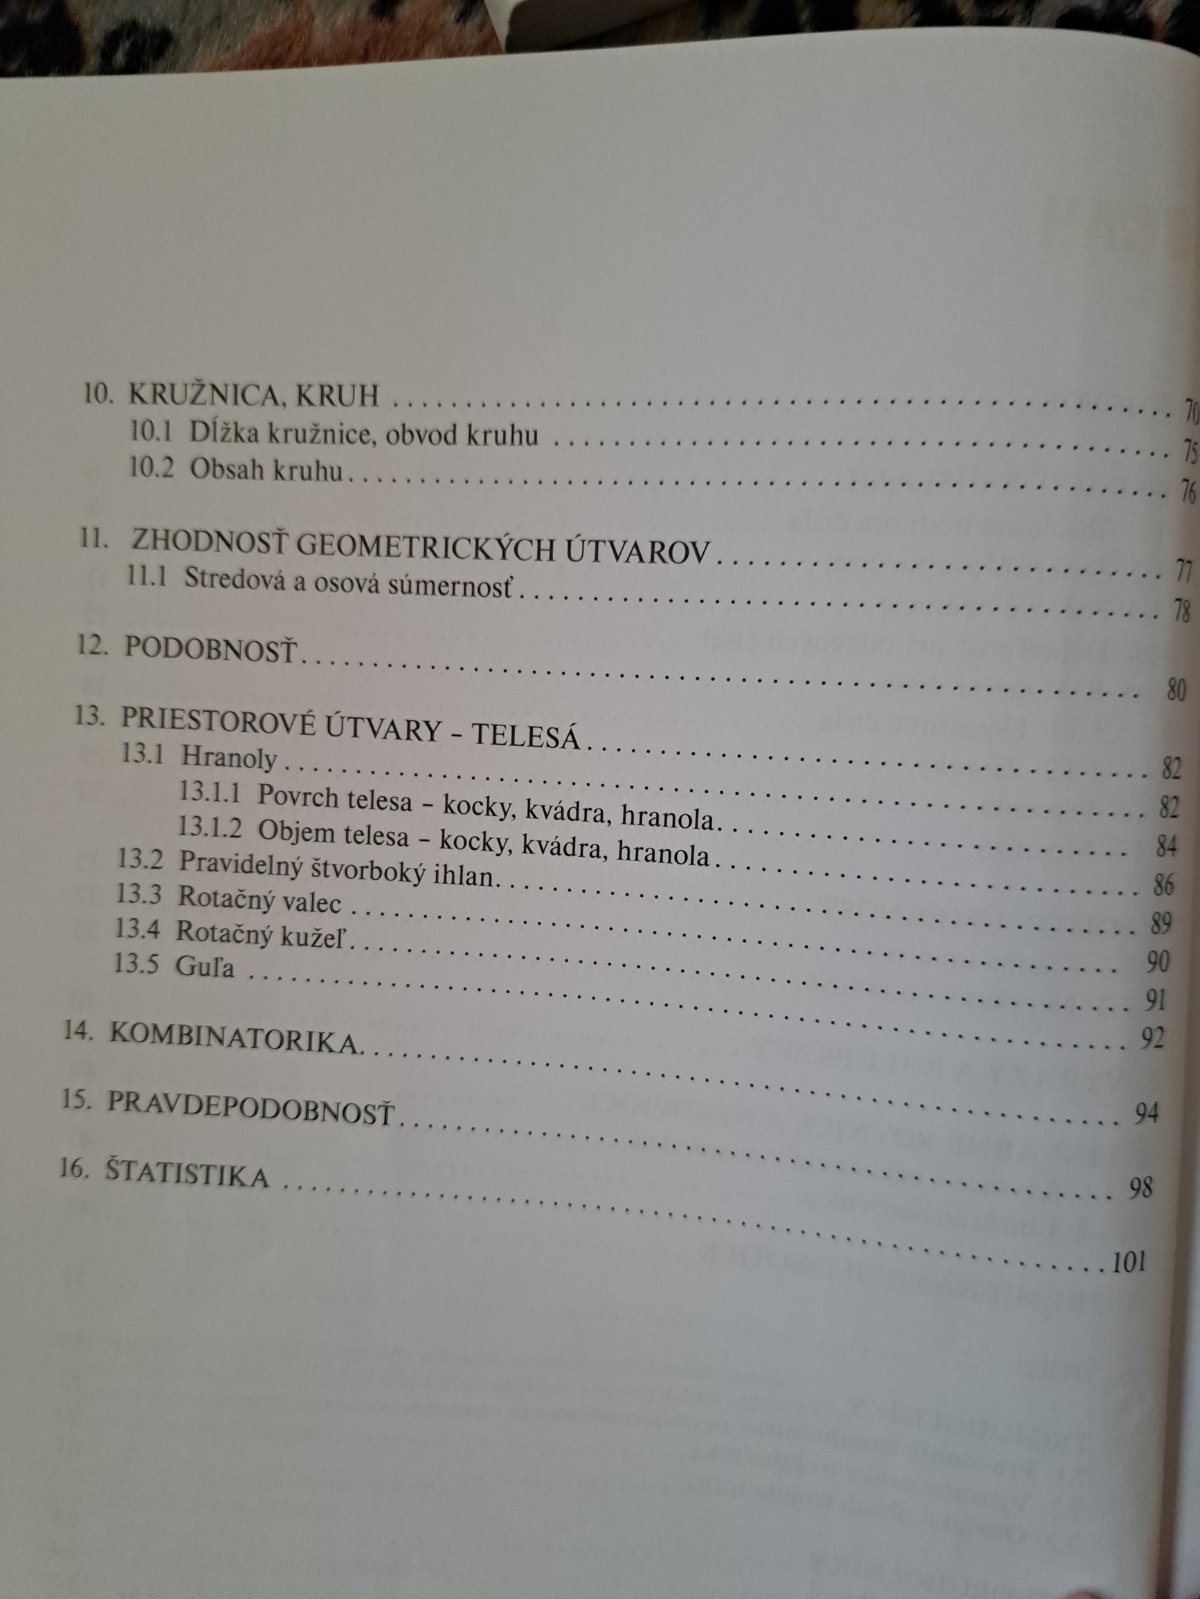 10. KRUŽNICA, KRUH ........ 70
10.1 Dĺžka kružnice, obvod kruhu ........ 75
10.2 Obsah kruhu ........ 76
11. ZHODNOSŤ GEOMETRICKÝCH ÚTVAROV ........ 77
11.1 Stredová a osová súmernosť ........ 78
12. PODOBNOSŤ ........ 80
13. PRIESTOROVÉ ÚTVARY – TELESÁ ........ 82
13.1 Hranoly ........ 82
13.1.1 Povrch telesa – kocky, kvádra, hranola ........ 84
13.1.2 Objem telesa – kocky, kvádra, hranola ........ 86
13.2 Pravidelný štvorboký ihlan ........ 89
13.3 Rotačný valec ........ 90
13.4 Rotačný kužeľ ........ 91
13.5 Guľa ........ 92
14. KOMBINATORIKA ........ 94
15. PRAVDEPODOBNOSŤ ........ 98
16. ŠTATISTIKA ........ 101